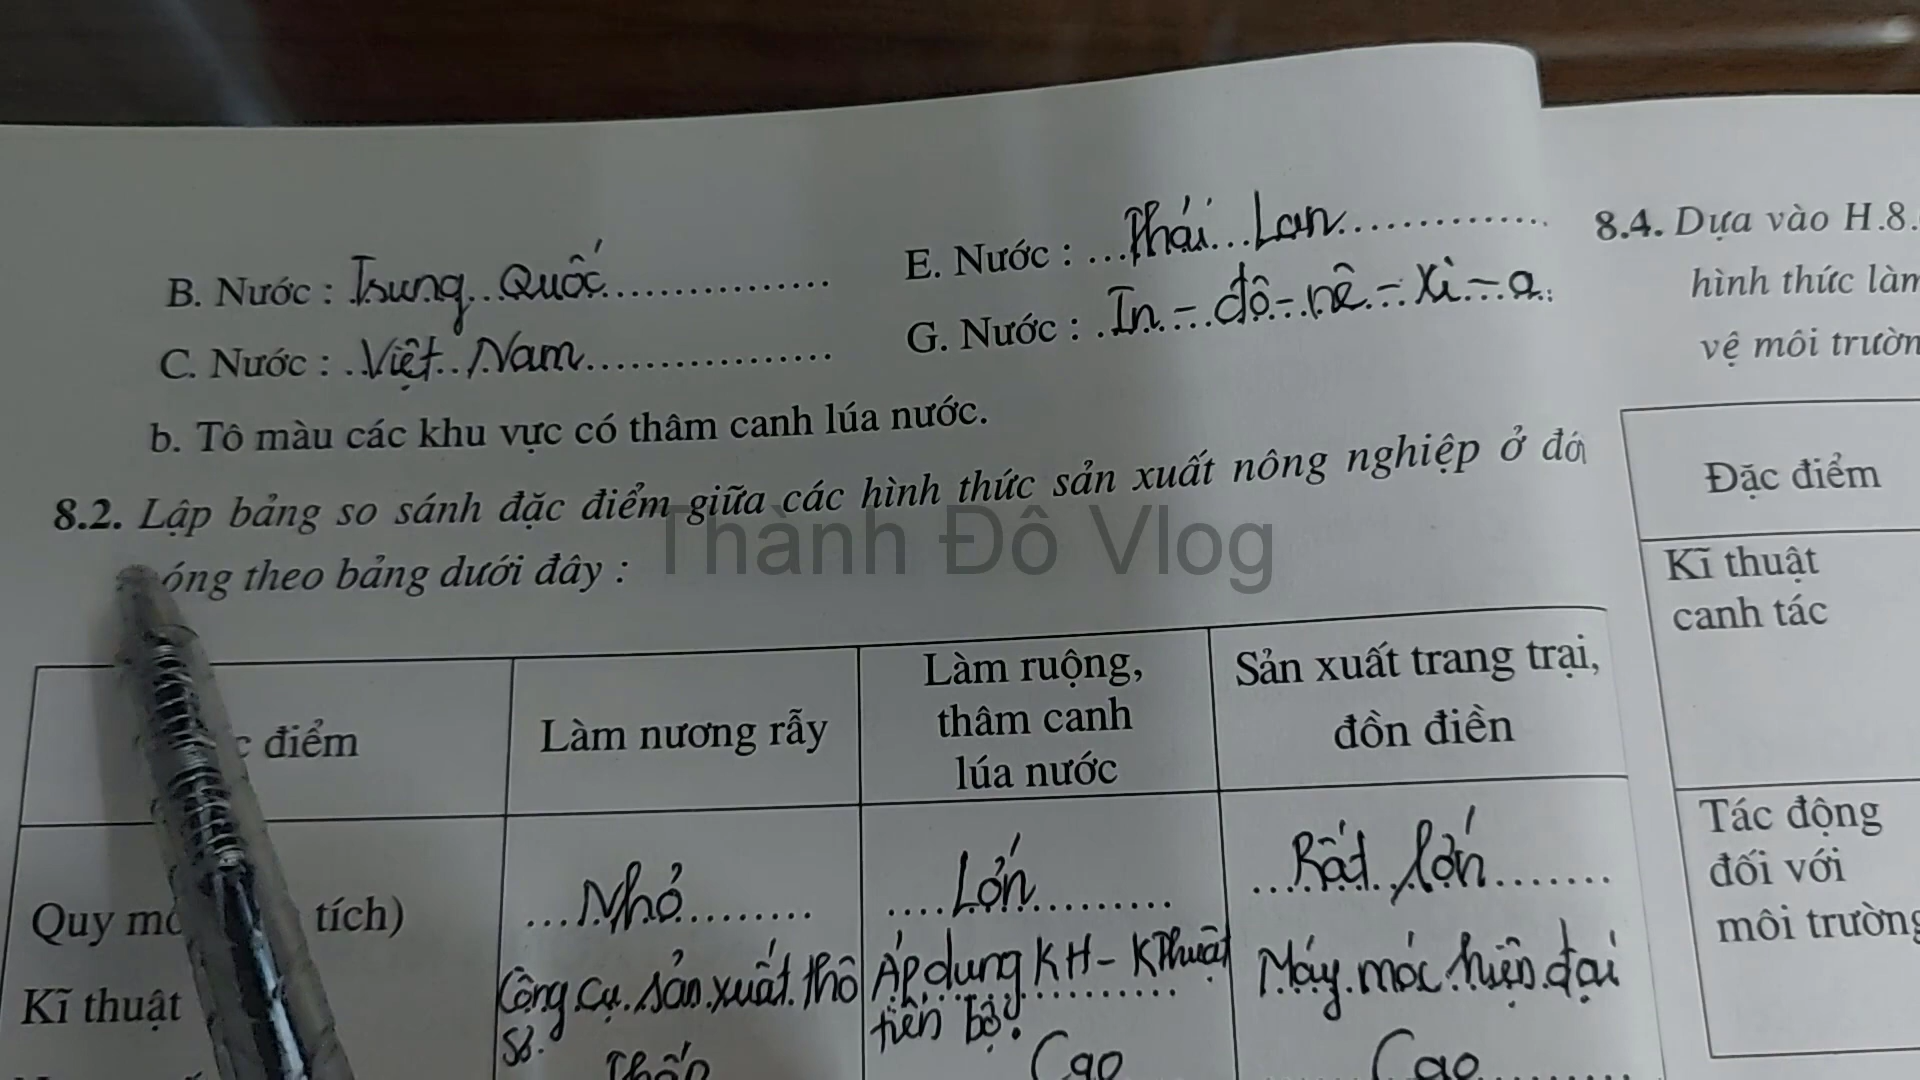 B. Nước : Trung Quốc
E. Nước : Thái Lan
C. Nước : Việt Nam
G. Nước : In - đô - nê - xi - a
b. Tô màu các khu vực có thâm canh lúa nước.
8.2. Lập bảng so sánh đặc điểm giữa các hình thức sản xuất nông nghiệp ở đới
óng theo bảng dưới đây :
Thành Đô Vlog
điểm
Làm nương rẫy
Làm ruộng,
thâm canh
lúa nước
Sản xuất trang trại,
đồn điền
Quy mô tích)
Nhỏ
Lớn
Rất lớn
Kĩ thuật
Công cụ sản xuất thô
sơ.
Áp dụng KH - KThuật
tiến bộ.
Máy móc hiện đại
Thấp
Cao
Cao
8.4. Dựa vào H.8.
hình thức làm
vệ môi trườn
Đặc điểm
Kĩ thuật
canh tác
Tác động
đối với
môi trường